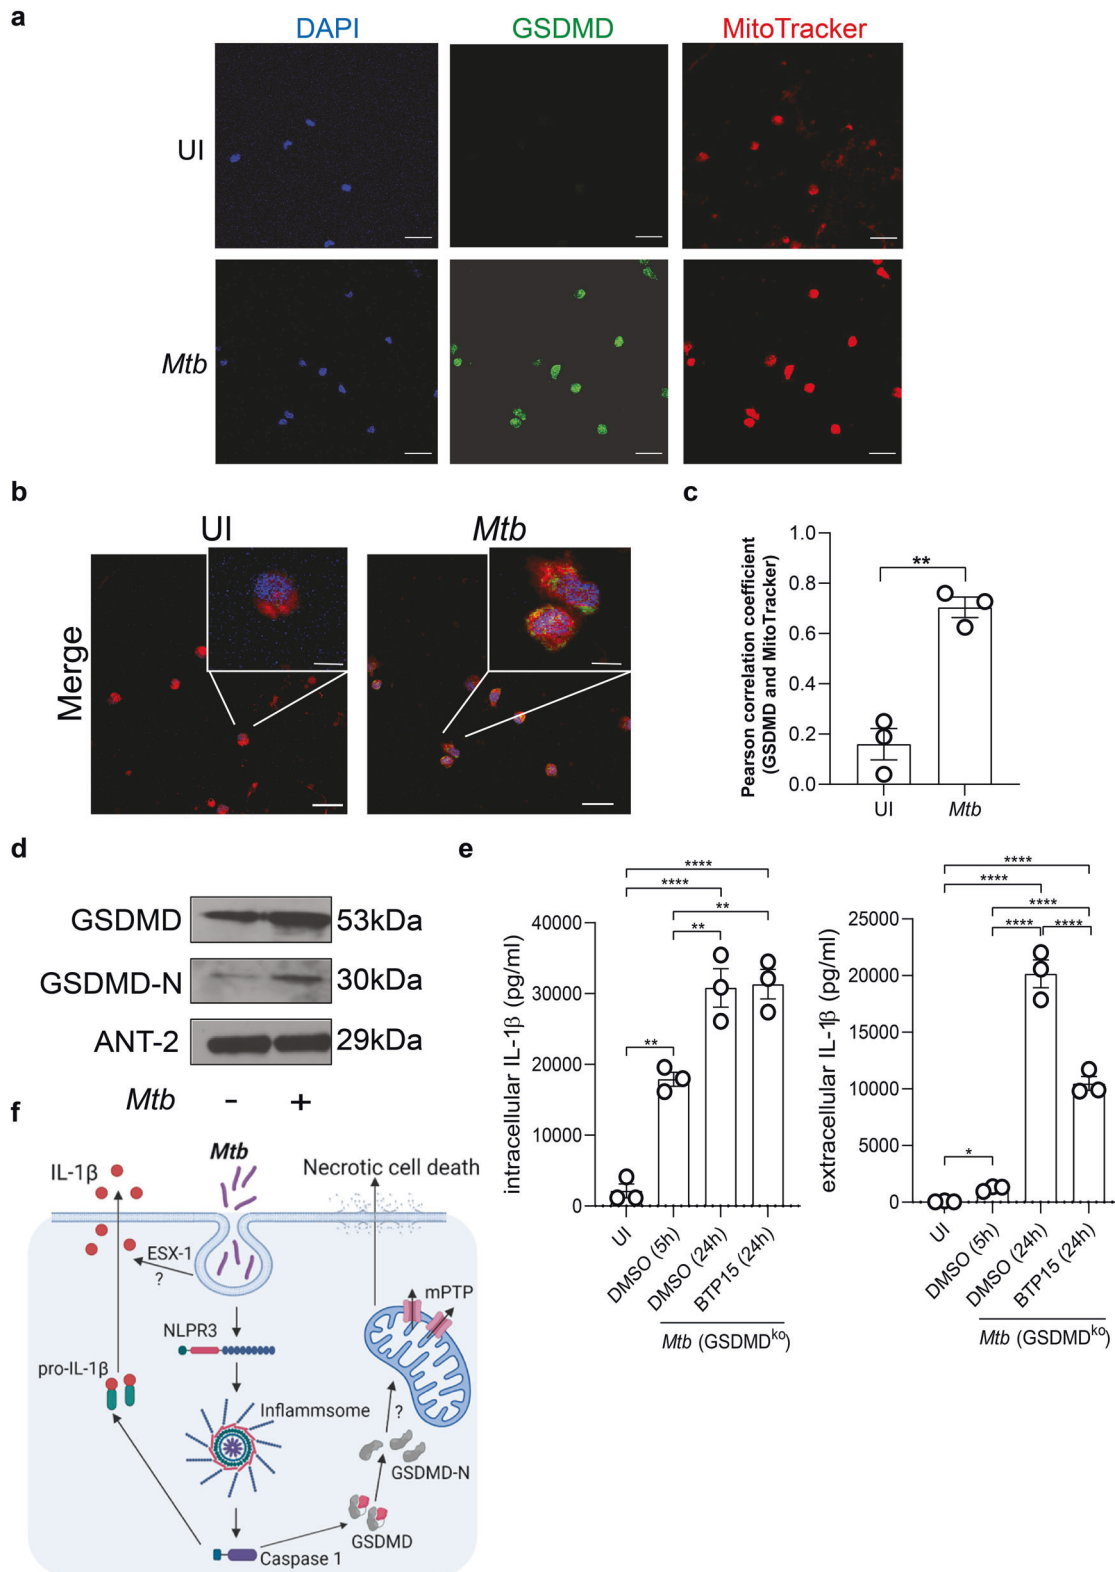 a
DAPI GSDMD MitoTracker
UI
Mtb
b
UI Mtb
Merge
c
Pearson correlation coefficient
(GSDMD and MitoTracker)
1.0
0.8
0.6
0.4
0.2
0.0
**
UI Mtb
d
GSDMD 53kDa
GSDMD-N 30kDa
ANT-2 29kDa
Mtb - +
e
intracellular IL-1β (pg/ml)
40000
30000
20000
10000
0
****
****
**
**
**
UI DMSO (5h) DMSO (24h) BTP15 (24h)
Mtb (GSDMDko)
extracellular IL-1β (pg/ml)
25000
20000
15000
10000
5000
0
****
****
****
**** ****
*
UI DMSO (5h) DMSO (24h) BTP15 (24h)
Mtb (GSDMDko)
f
Mtb
IL-1β
Necrotic cell death
ESX-1
?
mPTP
NLPR3
pro-IL-1β
Inflammsome
?
GSDMD-N
GSDMD
Caspase 1